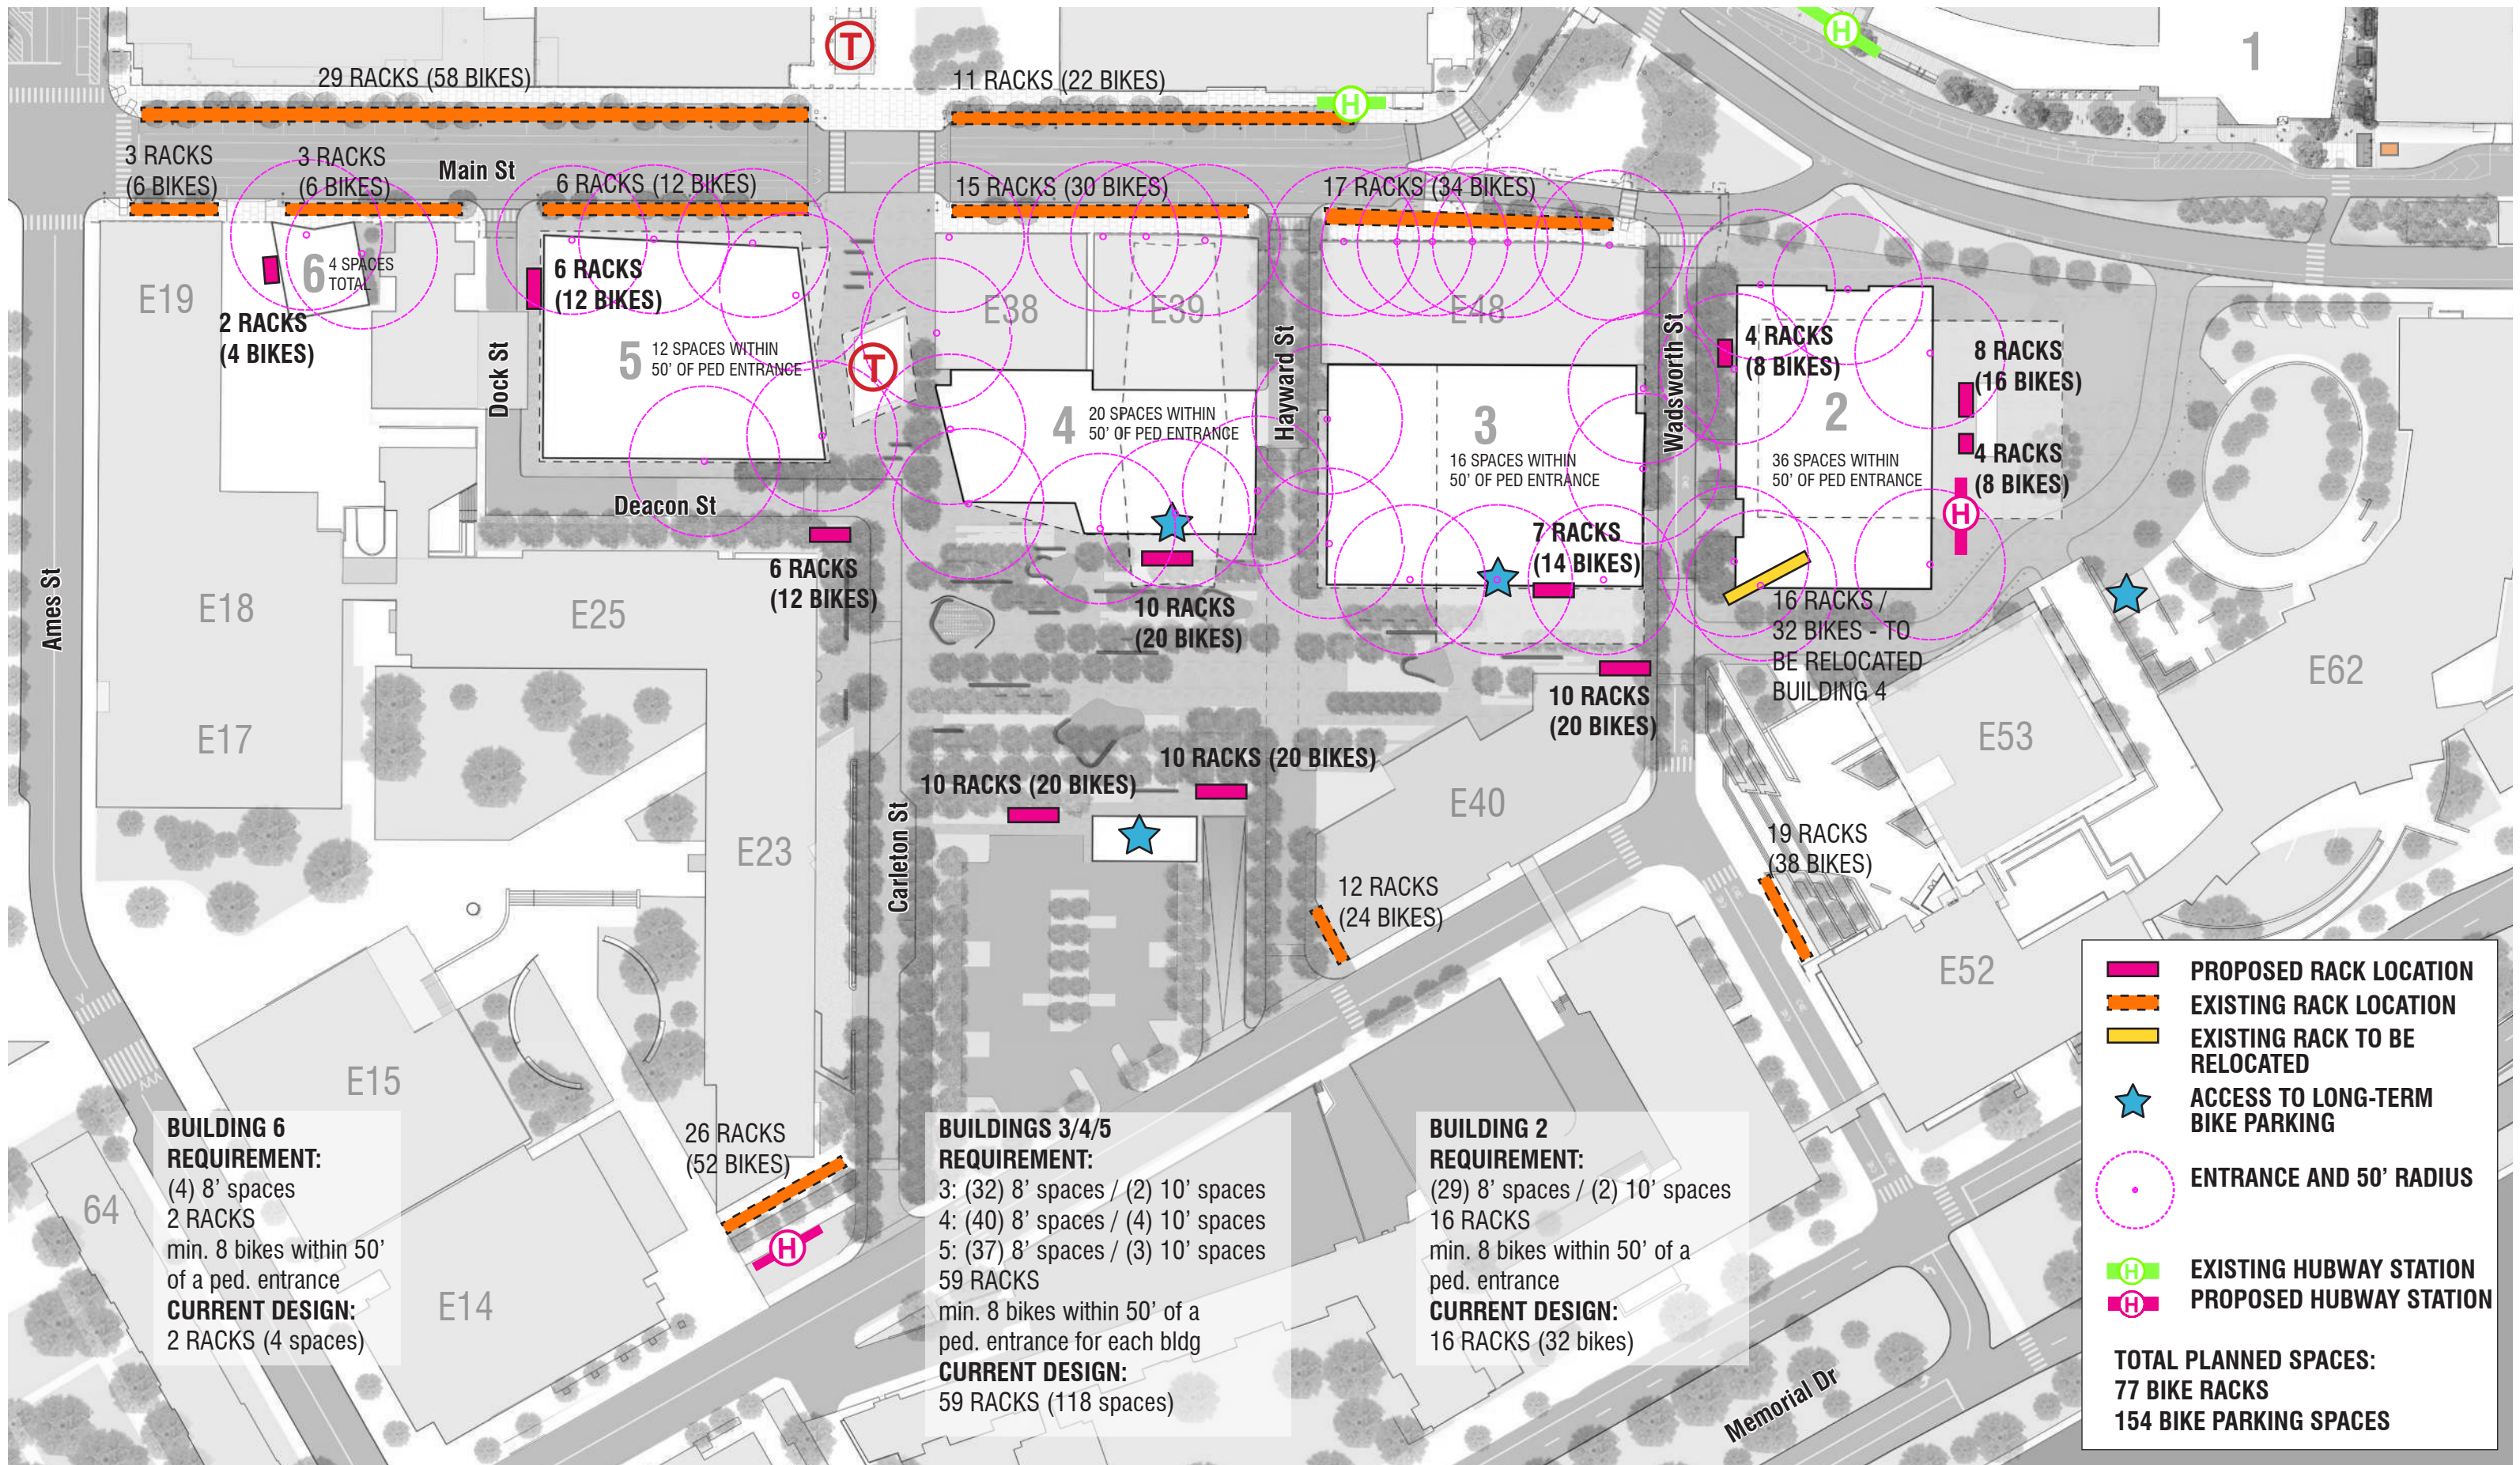 T
H
1
29 RACKS (58 BIKES)
11 RACKS (22 BIKES)
H
3 RACKS
(6 BIKES)
3 RACKS
(6 BIKES)
Main St
6 RACKS (12 BIKES)
15 RACKS (30 BIKES)
17 RACKS (34 BIKES)
E19
6
4 SPACES
TOTAL
2 RACKS
(4 BIKES)
6 RACKS
(12 BIKES)
Dock St
5
12 SPACES WITHIN
50' OF PED ENTRANCE
T
E38
E39
Hayward St
E48
Wadsworth St
4 RACKS
(8 BIKES)
8 RACKS
(16 BIKES)
4
20 SPACES WITHIN
50' OF PED ENTRANCE
3
16 SPACES WITHIN
50' OF PED ENTRANCE
2
36 SPACES WITHIN
50' OF PED ENTRANCE
4 RACKS
(8 BIKES)
H
Deacon St
6 RACKS
(12 BIKES)
7 RACKS
(14 BIKES)
10 RACKS
(20 BIKES)
16 RACKS /
32 BIKES - TO
BE RELOCATED
BUILDING 4
Ames St
E18
E25
E62
10 RACKS
(20 BIKES)
E17
E53
10 RACKS (20 BIKES)
10 RACKS (20 BIKES)
E40
E23
Carleton St
19 RACKS
(38 BIKES)
12 RACKS
(24 BIKES)
E52
E15
26 RACKS
(52 BIKES)
H
64
E14
BUILDING 6
REQUIREMENT:
(4) 8' spaces
2 RACKS
min. 8 bikes within 50'
of a ped. entrance
CURRENT DESIGN:
2 RACKS (4 spaces)
BUILDINGS 3/4/5
REQUIREMENT:
3: (32) 8' spaces / (2) 10' spaces
4: (40) 8' spaces / (4) 10' spaces
5: (37) 8' spaces / (3) 10' spaces
59 RACKS
min. 8 bikes within 50' of a
ped. entrance for each bldg
CURRENT DESIGN:
59 RACKS (118 spaces)
BUILDING 2
REQUIREMENT:
(29) 8' spaces / (2) 10' spaces
16 RACKS
min. 8 bikes within 50' of a
ped. entrance
CURRENT DESIGN:
16 RACKS (32 bikes)
Memorial Dr
PROPOSED RACK LOCATION
EXISTING RACK LOCATION
EXISTING RACK TO BE
RELOCATED
ACCESS TO LONG-TERM
BIKE PARKING
ENTRANCE AND 50' RADIUS
H EXISTING HUBWAY STATION
H PROPOSED HUBWAY STATION
TOTAL PLANNED SPACES:
77 BIKE RACKS
154 BIKE PARKING SPACES